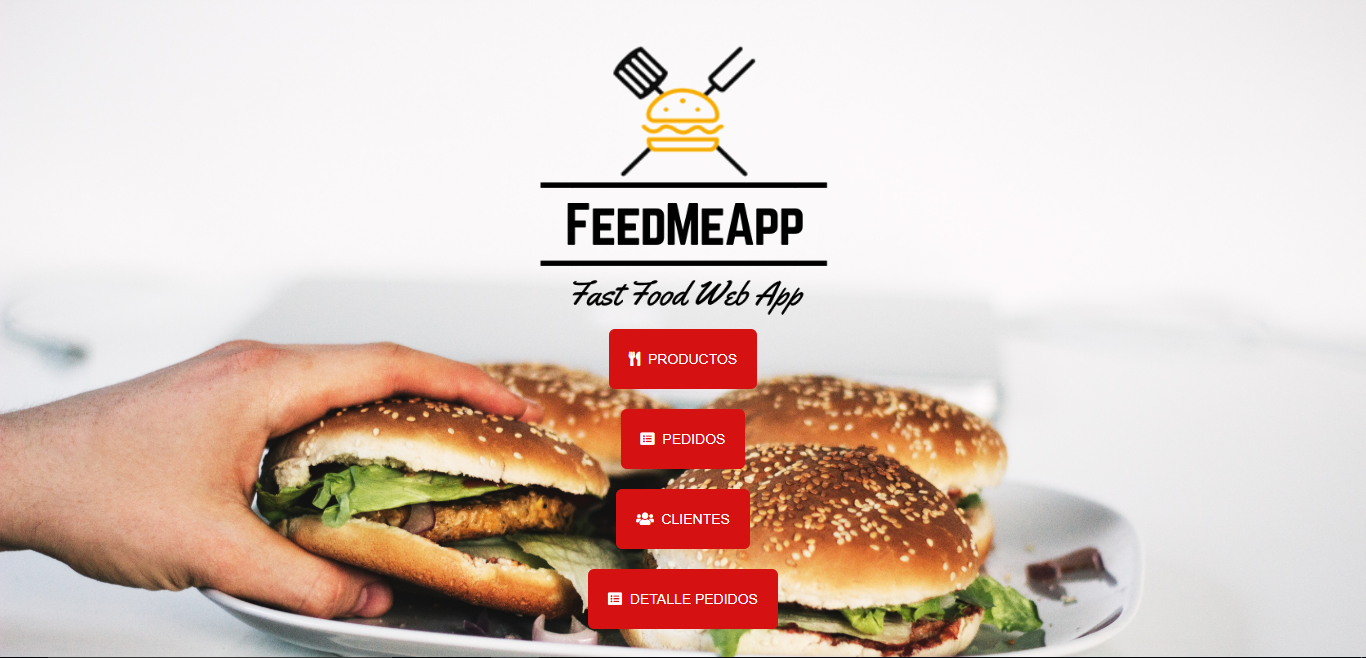 FeedMeApp
Fast Food Web App
PRODUCTOS
PEDIDOS
CLIENTES
DETALLE PEDIDOS